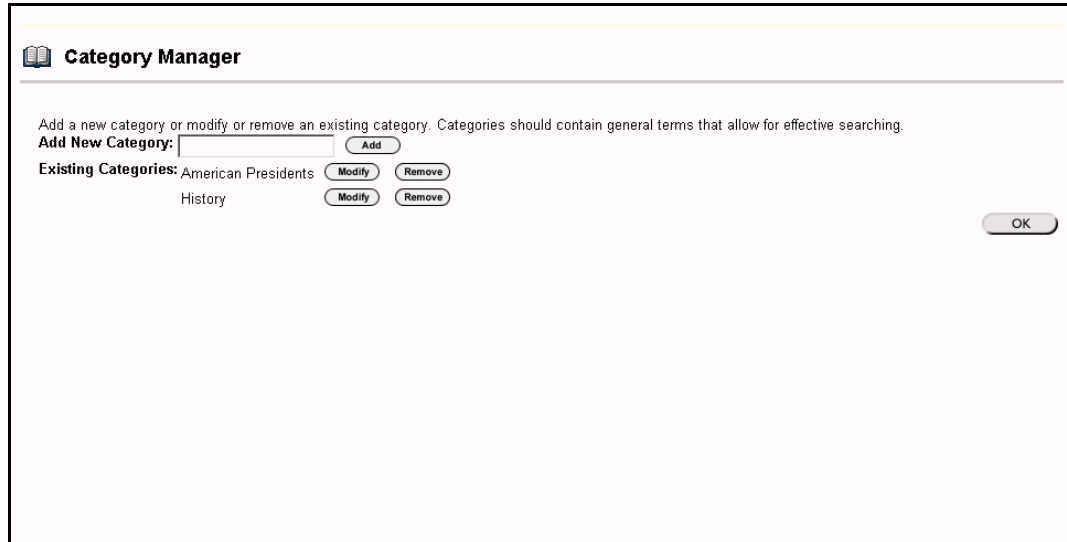 Category Manager
Add a new category or modify or remove an existing category. Categories should contain general terms that allow for effective searching.
Add New Category: Add
Existing Categories: American Presidents Modify Remove
History Modify Remove
OK